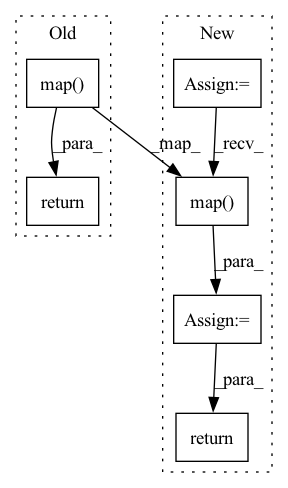 Old
New
map()
Assign:=
_para_
_map_
_recv_
return
map()
_para_
Assign:=
_para_
return